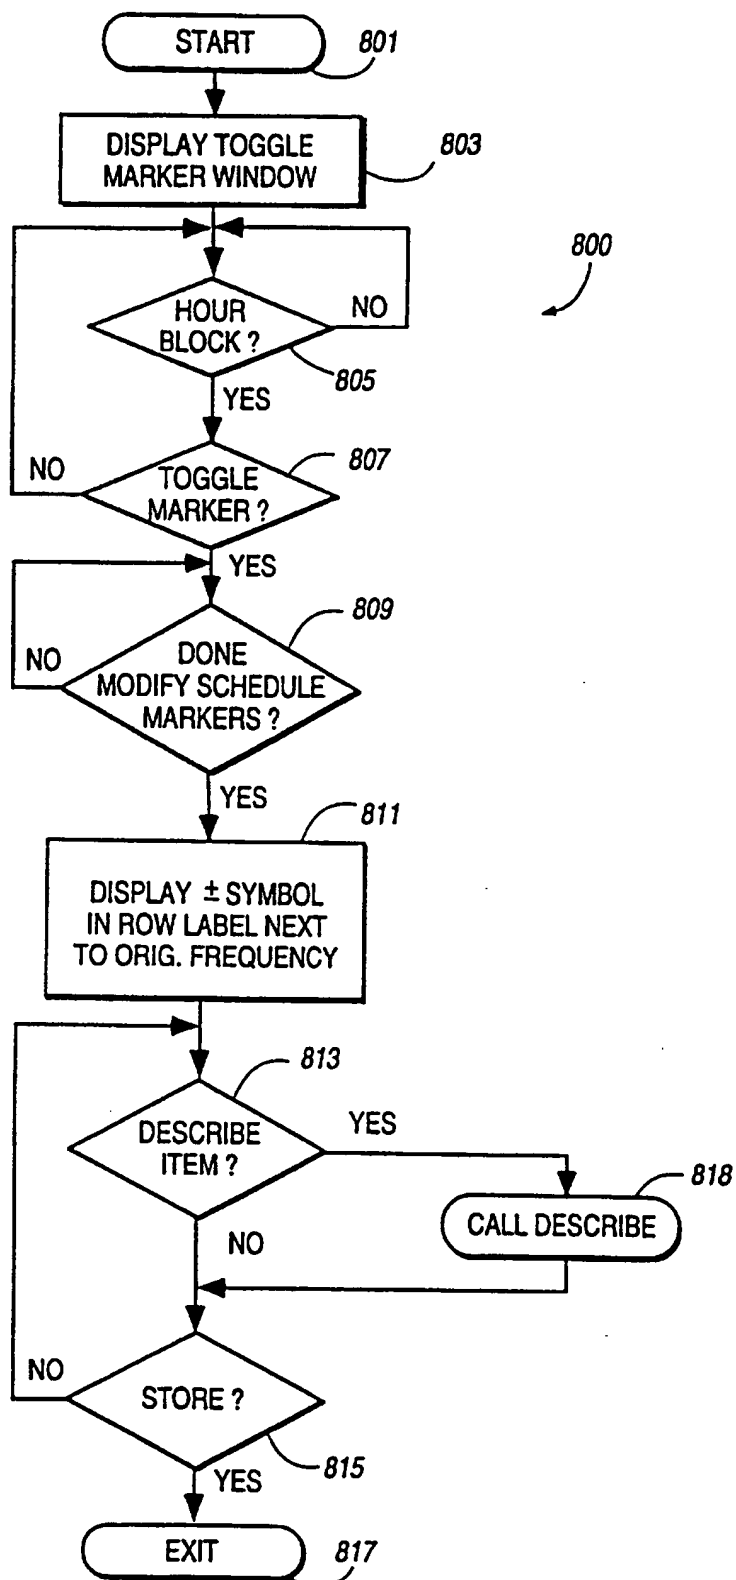 START
801
DISPLAY TOGGLE
MARKER WINDOW
803
800
HOUR
BLOCK ?
NO
805
YES
NO
TOGGLE
MARKER ?
807
YES
809
NO
DONE
MODIFY SCHEDULE
MARKERS ?
YES
811
DISPLAY ± SYMBOL
IN ROW LABEL NEXT
TO ORIG. FREQUENCY
813
DESCRIBE
ITEM ?
YES
818
CALL DESCRIBE
NO
NO
STORE ?
815
YES
EXIT
817